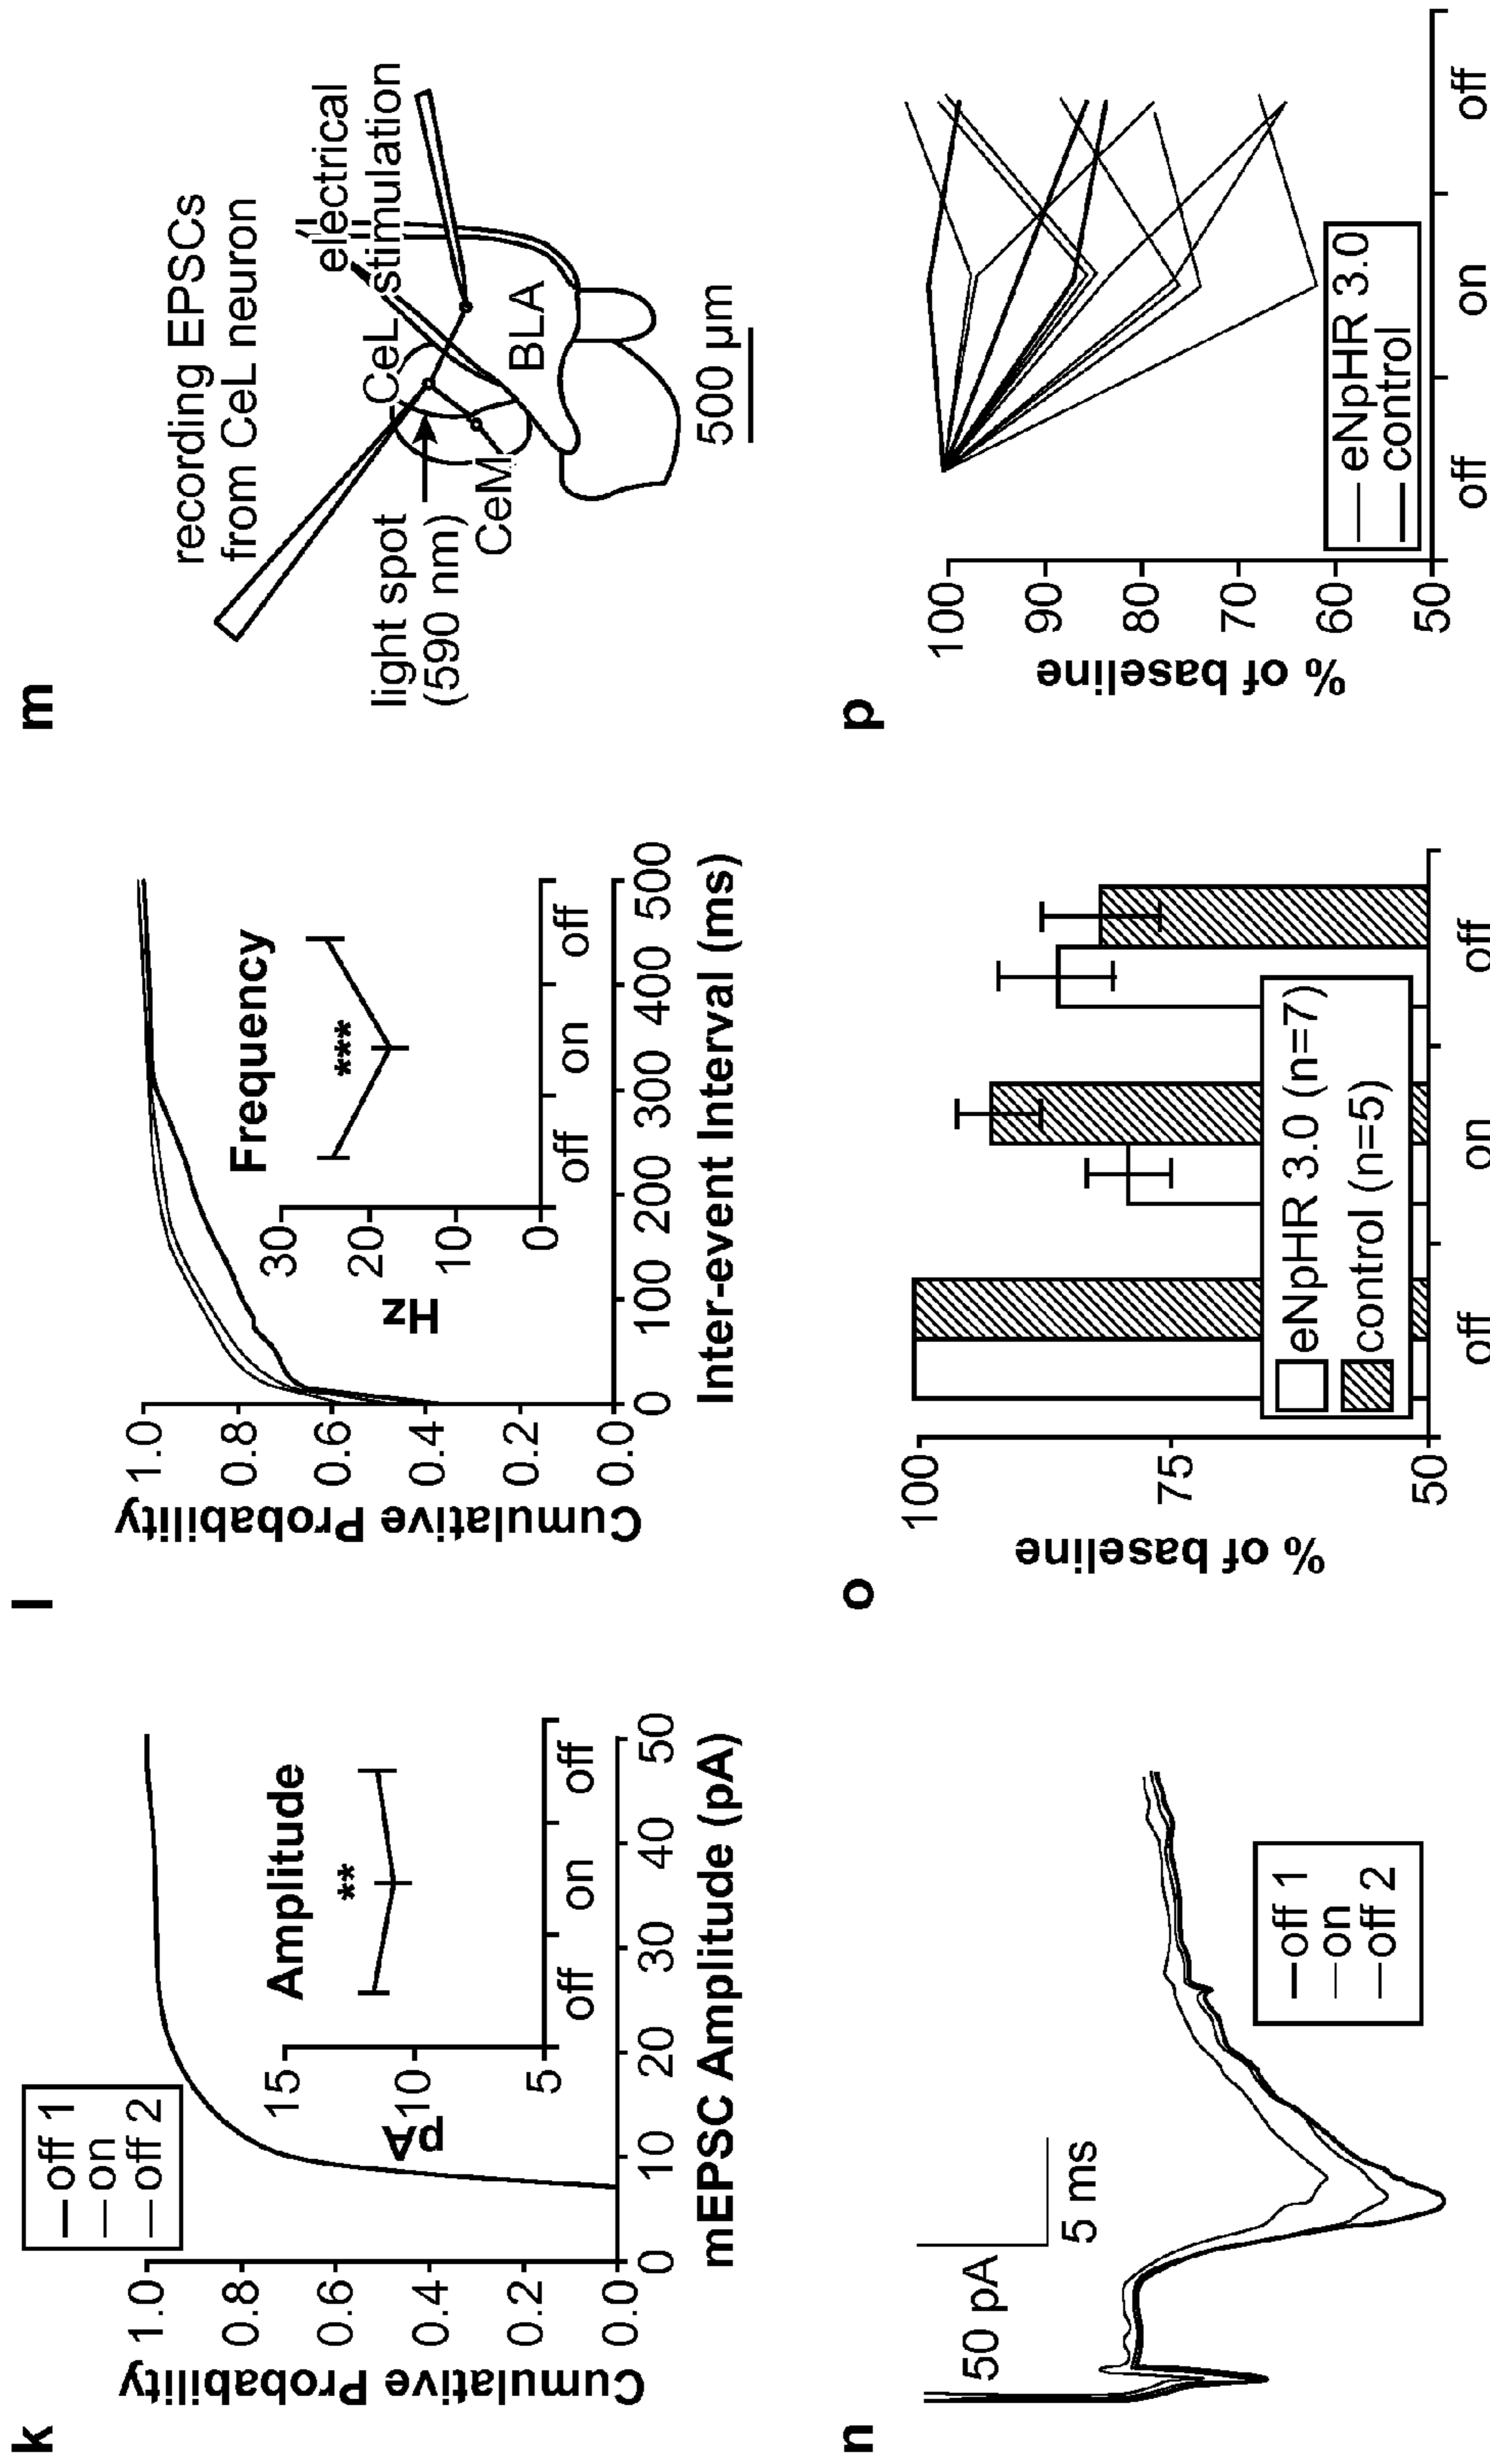 k
off 1
on
off 2
Cumulative Probability
1.0
0.8
0.6
0.4
0.2
0.0
0 10 20 30 40 50
mEPSC Amplitude (pA)
Amplitude
**
pA
15
10
5
off on off
l
Cumulative Probability
1.0
0.8
0.6
0.4
0.2
0.0
0 100 200 300 400 500
Inter-event Interval (ms)
Frequency
***
Hz
30
20
10
0
off on off
m
recording EPSCs
from CeL neuron
electrical
stimulation
light spot
(590 nm)
CeL
CeM
BLA
500 µm
n
50 pA
5 ms
off 1
on
off 2
o
% of baseline
100
75
50
eNpHR 3.0 (n=7)
control (n=5)
off on off
p
% of baseline
100
90
80
70
60
50
eNpHR 3.0
control
off on off